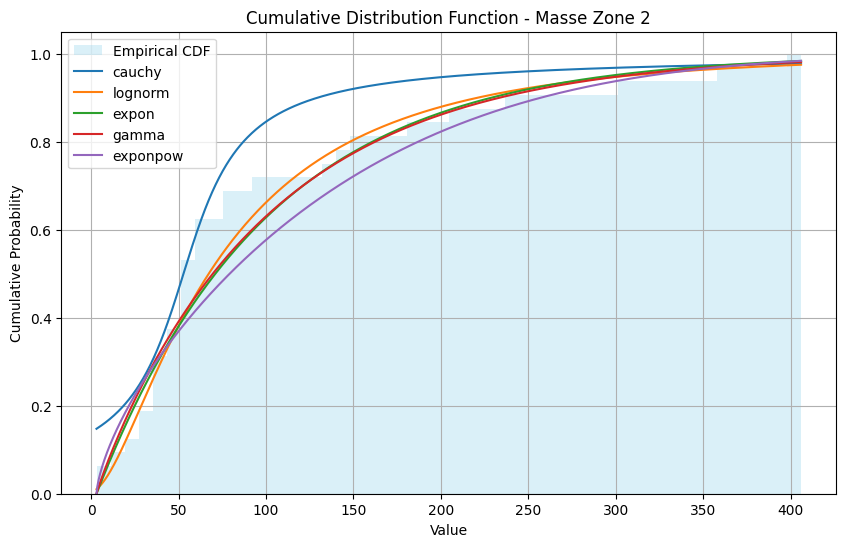 Cumulative Distribution Function - Masse Zone 2
Empirical CDF
cauchy
lognorm
expon
gamma
exponpow
1.0
0.8
0.6
0.4
0.2
0.0
Cumulative Probability
0 50 100 150 200 250 300 350 400
Value